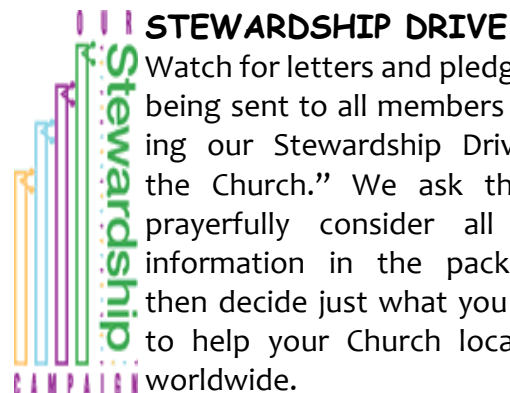 OUR
Stewardship
CAMPAIGN
STEWARDSHIP DRIVE
Watch for letters and pledg
being sent to all members
ing our Stewardship Driv
the Church.” We ask th
prayerfully consider all
information in the pack
then decide just what you
to help your Church loca
worldwide.